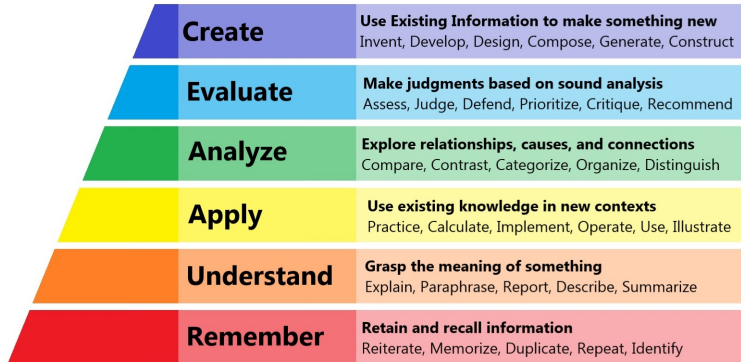 Create
Use Existing Information to make something new
Invent, Develop, Design, Compose, Generate, Construct
Evaluate
Make judgments based on sound analysis
Assess, Judge, Defend, Prioritize, Critique, Recommend
Analyze
Explore relationships, causes, and connections
Compare, Contrast, Categorize, Organize, Distinguish
Apply
Use existing knowledge in new contexts
Practice, Calculate, Implement, Operate, Use, Illustrate
Understand
Grasp the meaning of something
Explain, Paraphrase, Report, Describe, Summarize
Remember
Retain and recall information
Reiterate, Memorize, Duplicate, Repeat, Identify